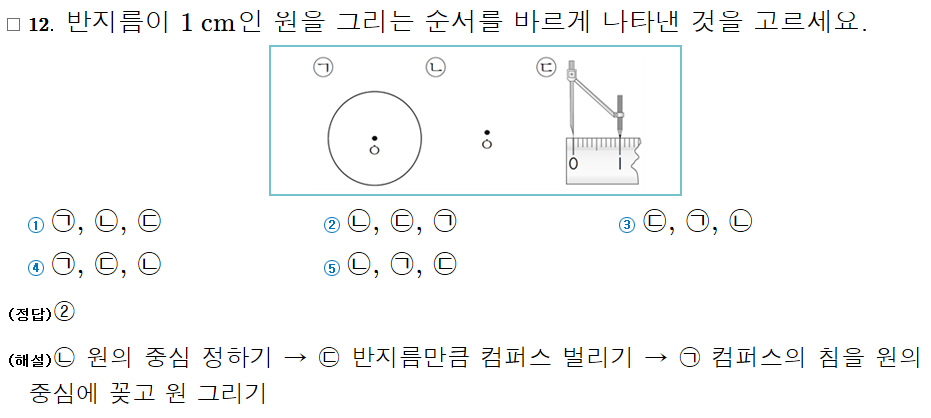 □ 12. 반지름이 1 cm인 원을 그리는 순서를 바르게 나타낸 것을 고르세요.
㉠ ㉡ ㉢
ㅇ ㅇ
0 1
① ㉠, ㉡, ㉢ ② ㉡, ㉢, ㉠ ③ ㉢, ㉠, ㉡
④ ㉠, ㉢, ㉡ ⑤ ㉡, ㉠, ㉢
(정답)②
(해설)㉡ 원의 중심 정하기 → ㉢ 반지름만큼 컴퍼스 벌리기 → ㉠ 컴퍼스의 침을 원의
중심에 꽂고 원 그리기